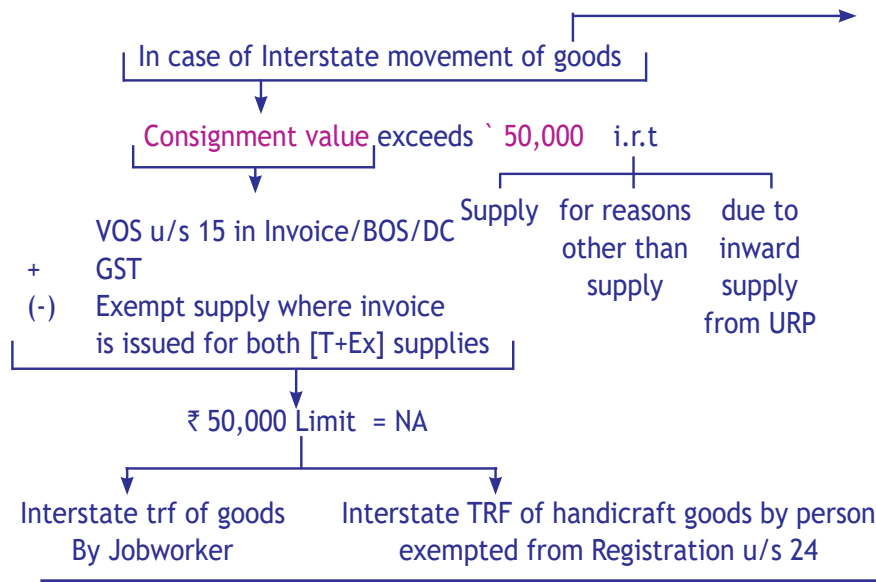 In case of Interstate movement of goods
Consignment value exceeds ` 50,000 i.r.t
Supply
for reasons
other than
supply
due to
inward
supply
from URP
VOS u/s 15 in Invoice/BOS/DC
+ GST
(-) Exempt supply where invoice
is issued for both [T+Ex] supplies
₹ 50,000 Limit = NA
Interstate trf of goods
By Jobworker
Interstate TRF of handicraft goods by person
exempted from Registration u/s 24